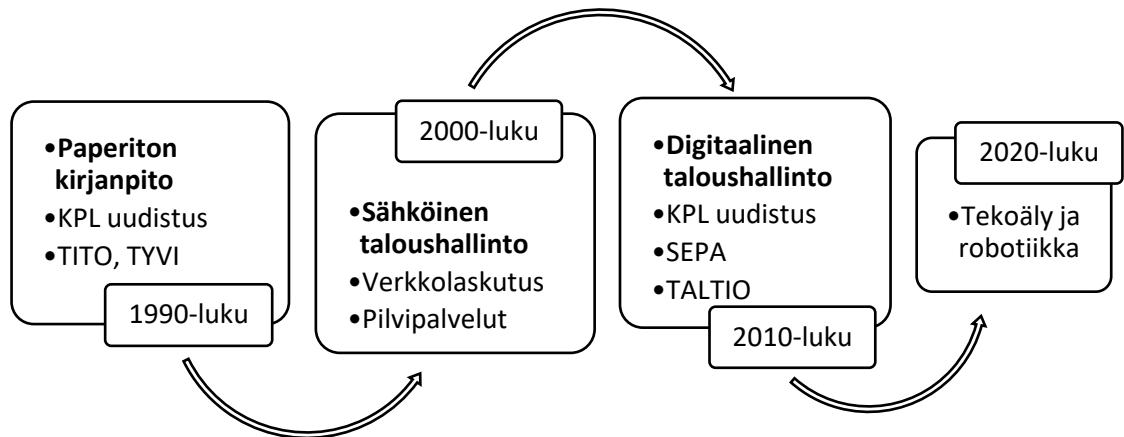 •Paperiton
kirjanpito
•KPL uudistus
•TITO, TYVI
1990-luku
2000-luku
•Sähköinen
taloushallinto
•Verkkolaskutus
•Pilvipalvelut
•Digitaalinen
taloushallinto
•KPL uudistus
•SEPA
•TALTIO
2010-luku
2020-luku
•Tekoäly ja
robotiikka